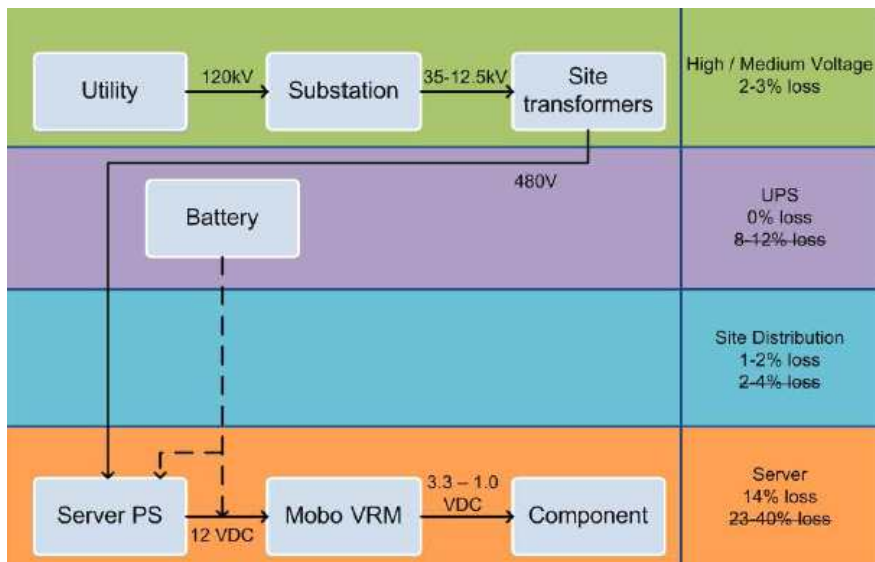 Utility
120kV
Substation
35-12.5kV
Site
transformers
High / Medium Voltage
2-3% loss
480V
Battery
UPS
0% loss
8-12% loss
Site Distribution
1-2% loss
2-4% loss
Server PS
12 VDC
Mobo VRM
3.3 – 1.0
VDC
Component
Server
14% loss
23-40% loss